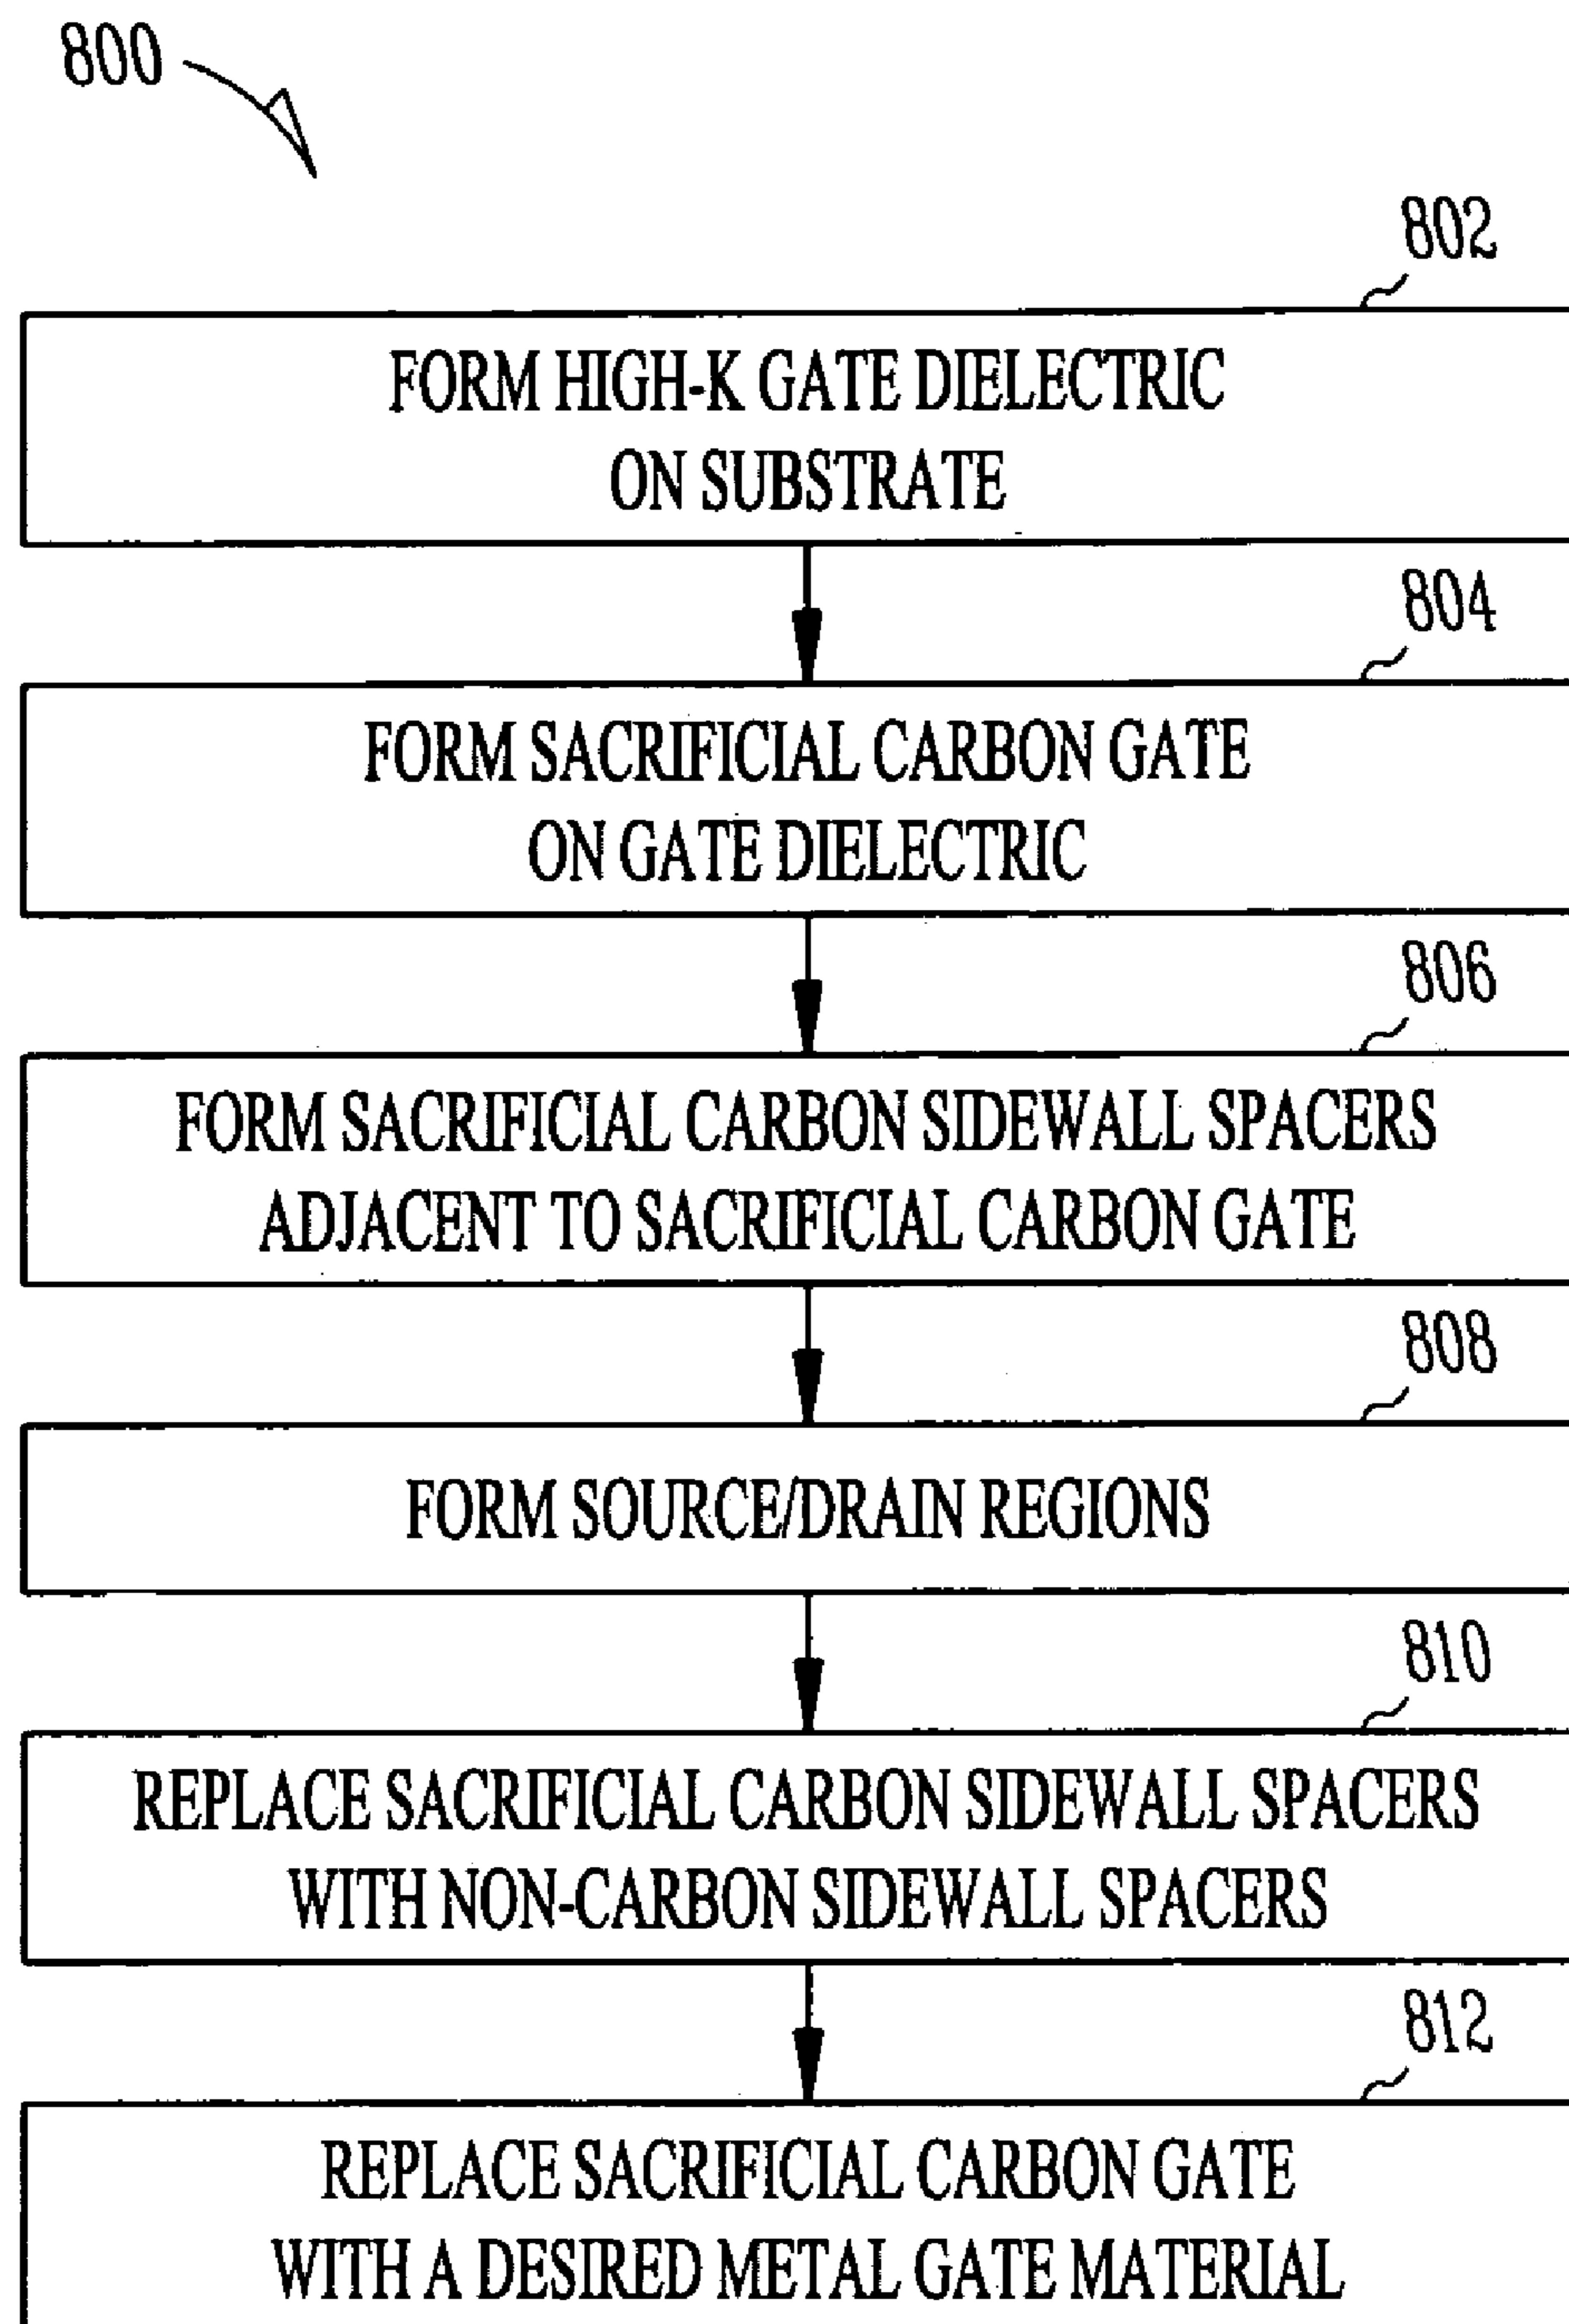 800
802
FORM HIGH-K GATE DIELECTRIC
ON SUBSTRATE
804
FORM SACRIFICIAL CARBON GATE
ON GATE DIELECTRIC
806
FORM SACRIFICIAL CARBON SIDEWALL SPACERS
ADJACENT TO SACRIFICIAL CARBON GATE
808
FORM SOURCE/DRAIN REGIONS
810
REPLACE SACRIFICIAL CARBON SIDEWALL SPACERS
WITH NON-CARBON SIDEWALL SPACERS
812
REPLACE SACRIFICIAL CARBON GATE
WITH A DESIRED METAL GATE MATERIAL